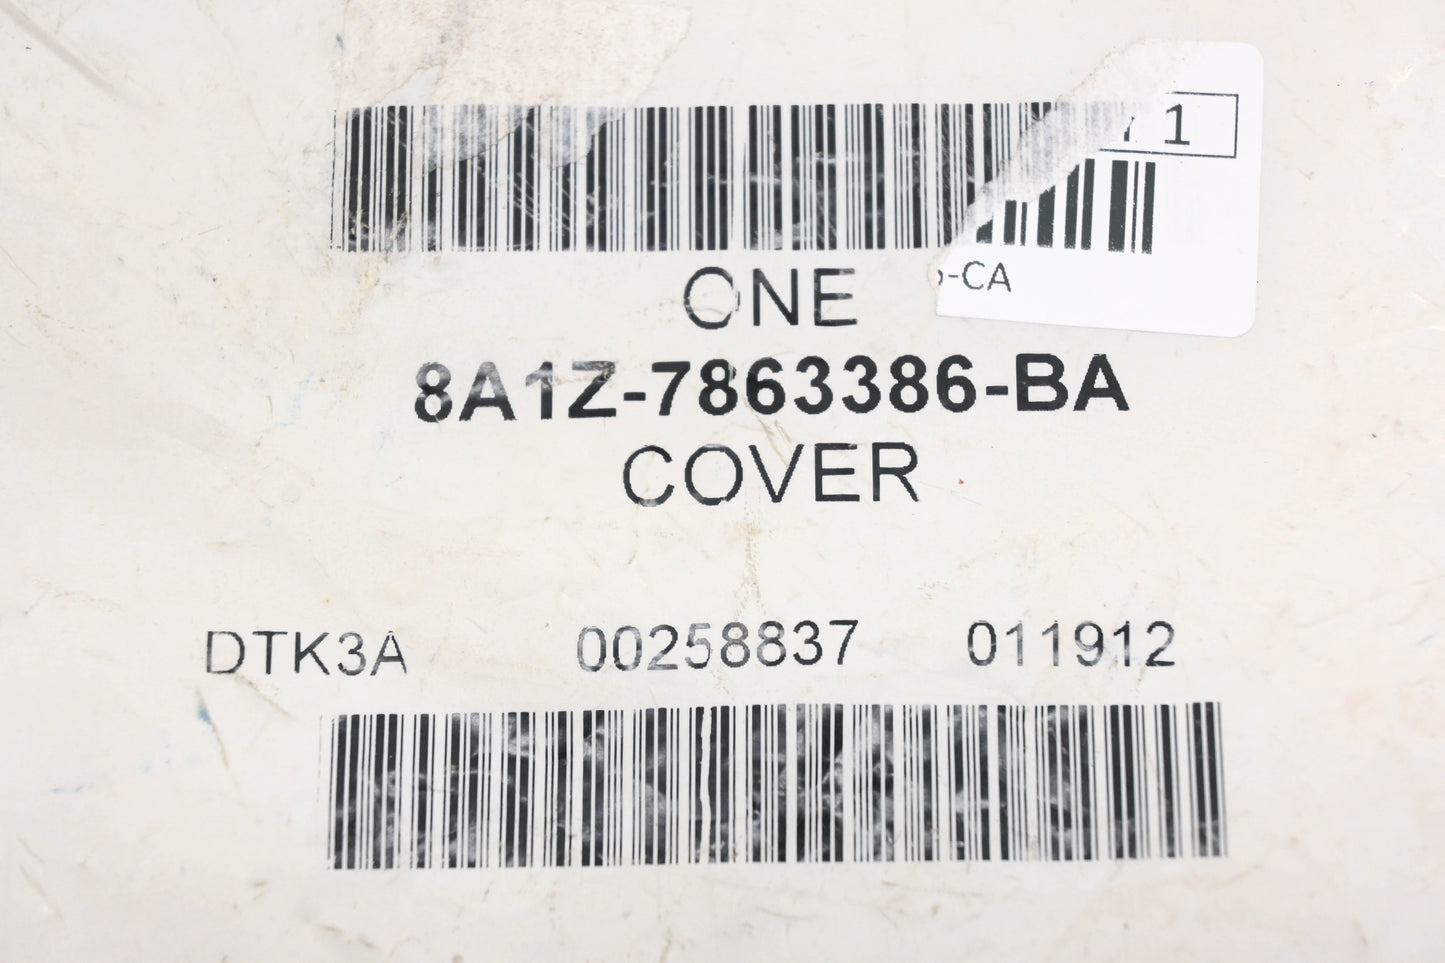 1
-CA
ONE
8A1Z-7863386-BA
COVER
DTK3A 00258837 011912